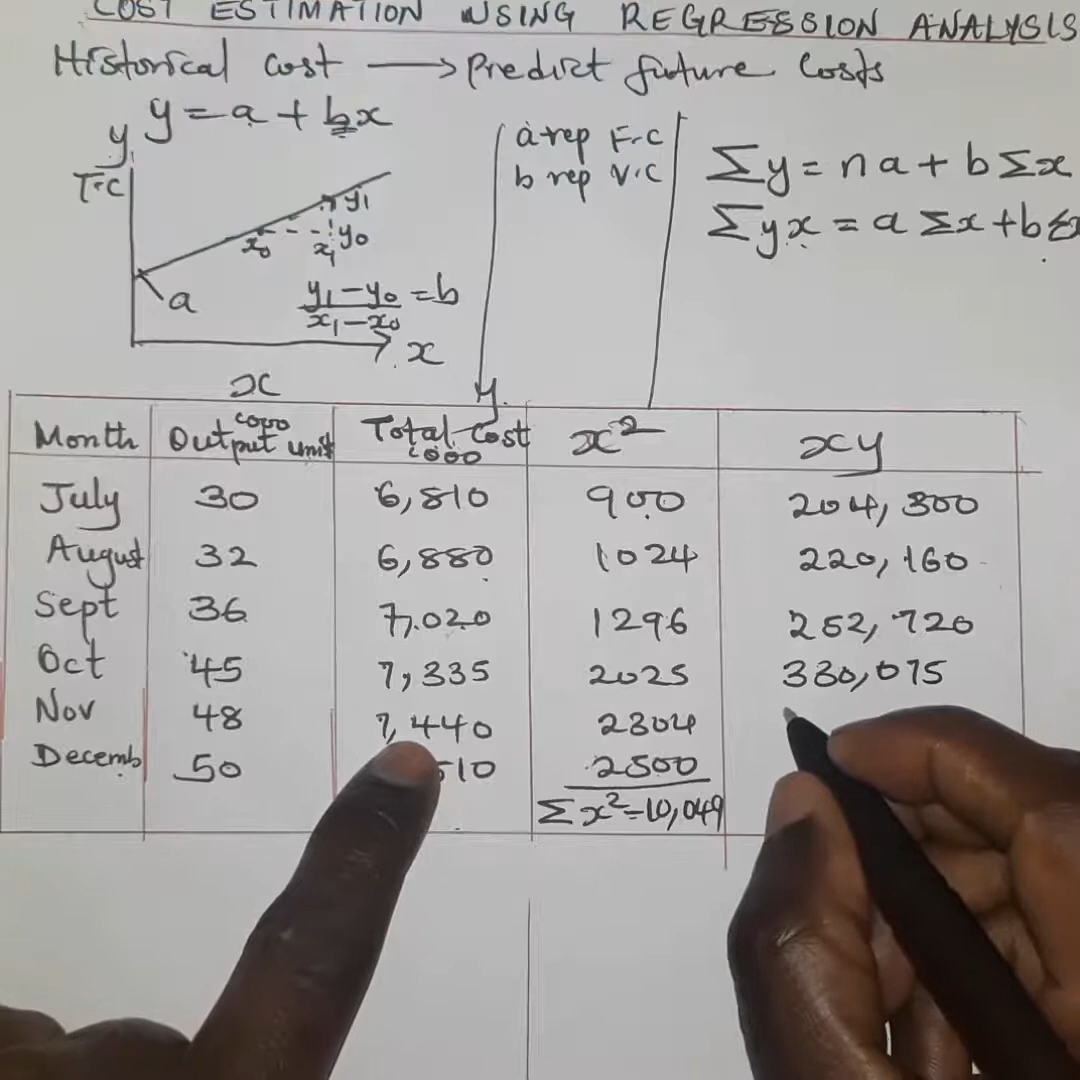 COST ESTIMATION USING REGRESSION ANALYSIS
Historical cost → Predict future Costs
y = a + bx
y
T.C
y1
x0 x1 y0
a
y1 – y0 = b
x1 – x0
x
a rep F.C
b rep V.C
Σy = na + bΣx
Σyx = a Σx + b
x y
Month Output unit Total Cost x² xy
'000 '000
July 30 6,810 900 204,300
August 32 6,880 1024 220,160
Sept 36 7,020 1296 252,720
Oct 45 7,335 2025 330,075
Nov 48 7,440 2304
Decemb 50 510 2500
Σx² = 10,049